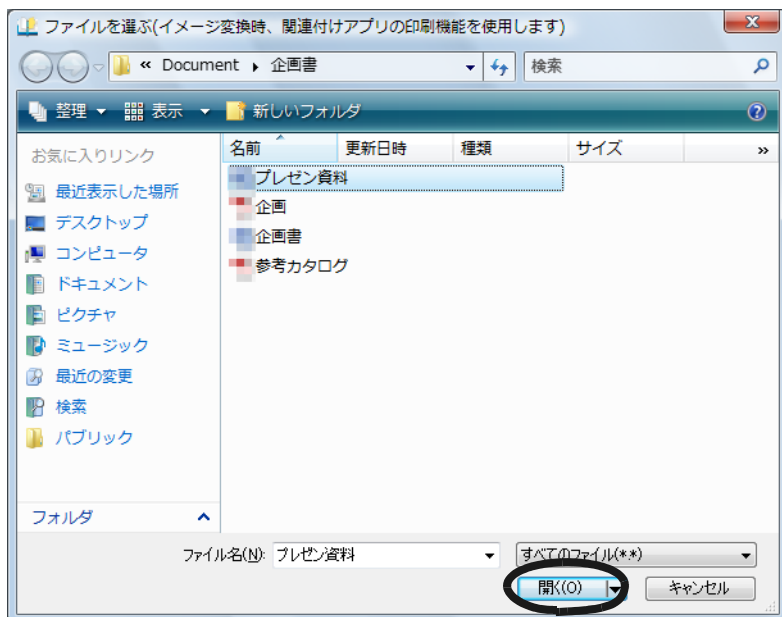 ファイルを選ぶ(イメージ変換時、関連付けアプリの印刷機能を使用します)
« Document 企画書 検索
整理 表示 新しいフォルダ
お気に入りリンク
最近表示した場所
デスクトップ
コンピュータ
ドキュメント
ピクチャ
ミュージック
最近の変更
検索
パブリック
フォルダ
名前 更新日時 種類 サイズ »
プレゼン資料
企画
企画書
参考カタログ
ファイル名(N): プレゼン資料 すべてのファイル(*.*)
開く(O) キャンセル